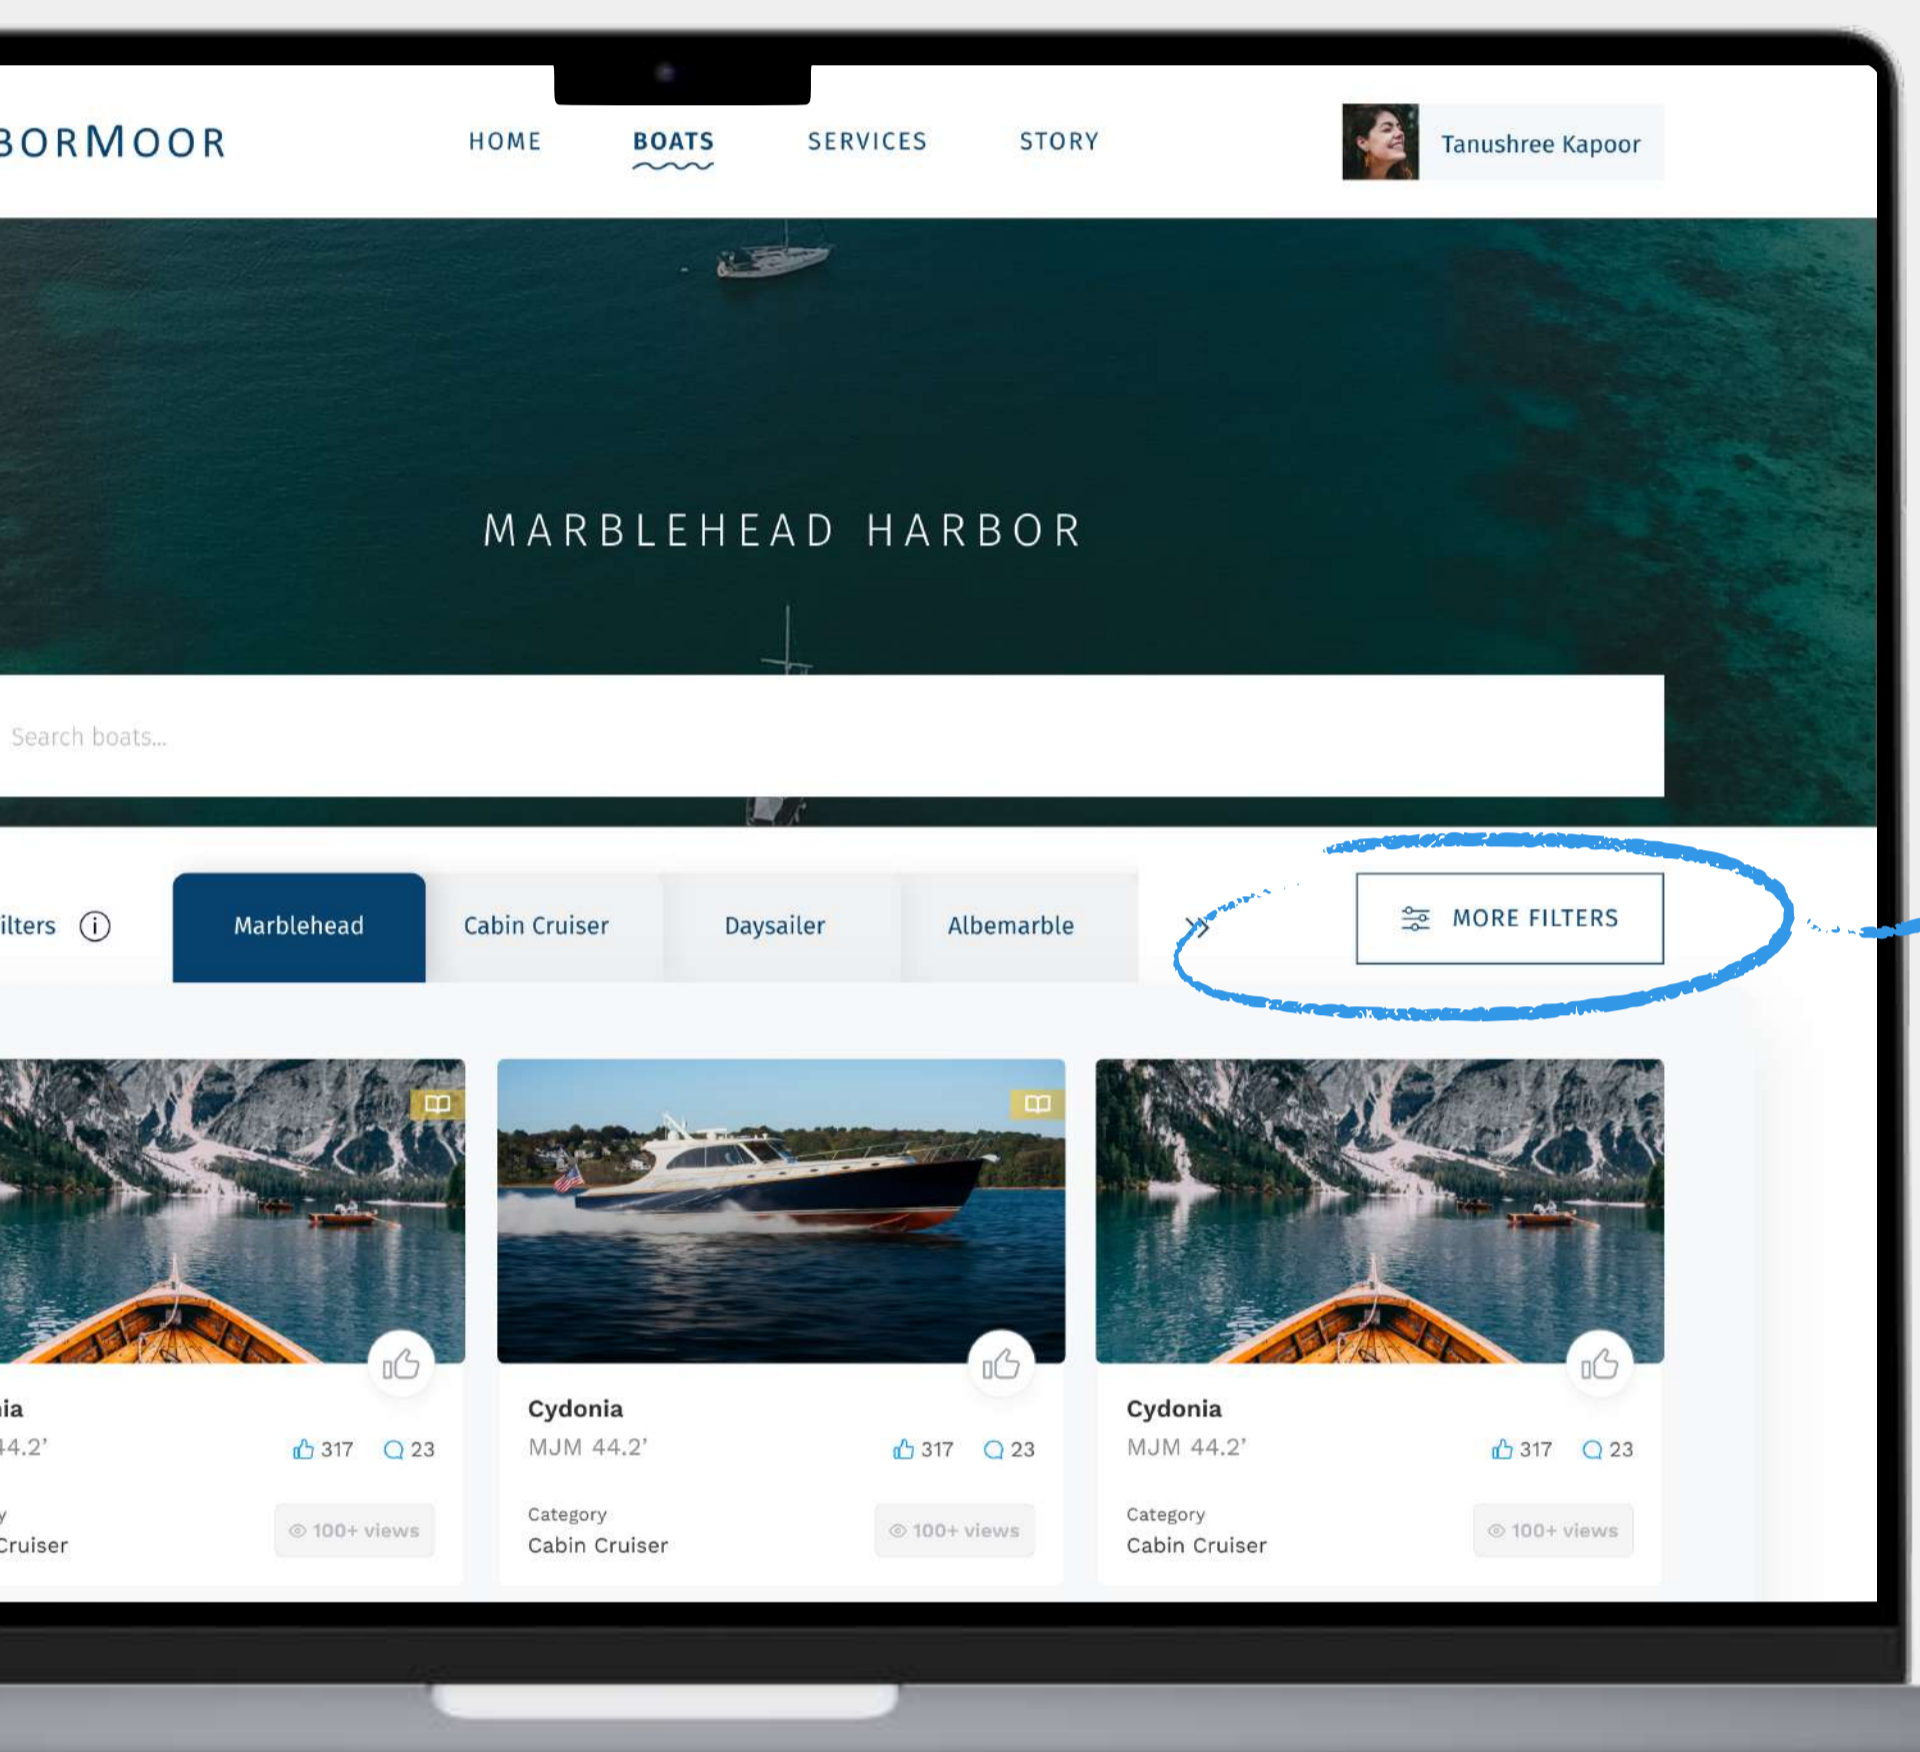 BORMOOR
HOME BOATS SERVICES STORY
Tanushree Kapoor
MARBLEHEAD HARBOR
Search boats...
ilters
Marblehead Cabin Cruiser Daysailer Albemarble
MORE FILTERS
ia
44.2’
317 23
y
Cruiser
100+ views
Cydonia
MJM 44.2’
317 23
Category
Cabin Cruiser
100+ views
Cydonia
MJM 44.2’
317 23
Category
Cabin Cruiser
100+ views